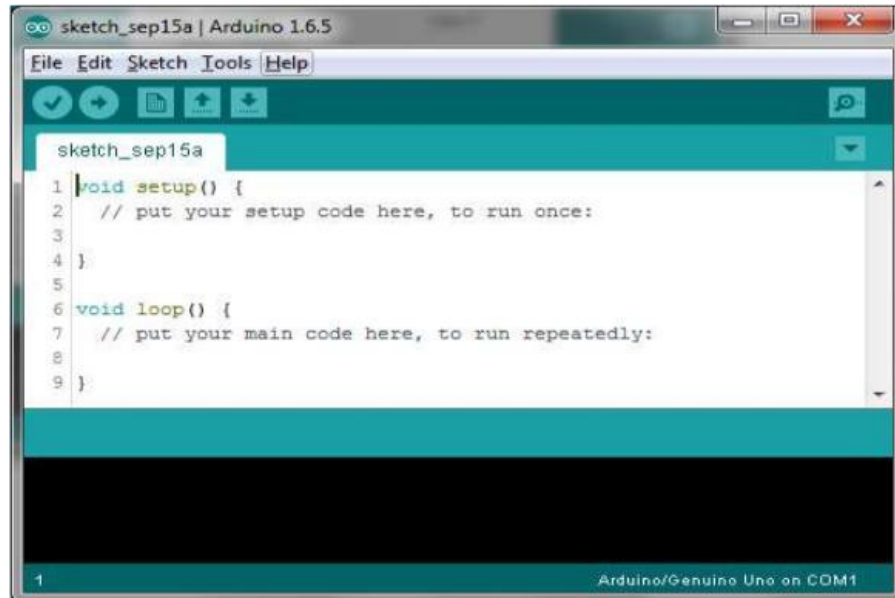 sketch_sep15a | Arduino 1.6.5
File Edit Sketch Tools Help
sketch_sep15a
1 void setup() {
2 // put your setup code here, to run once:
3
4 }
5
6 void loop() {
7 // put your main code here, to run repeatedly:
8
9 }
1 Arduino/Genuino Uno on COM1